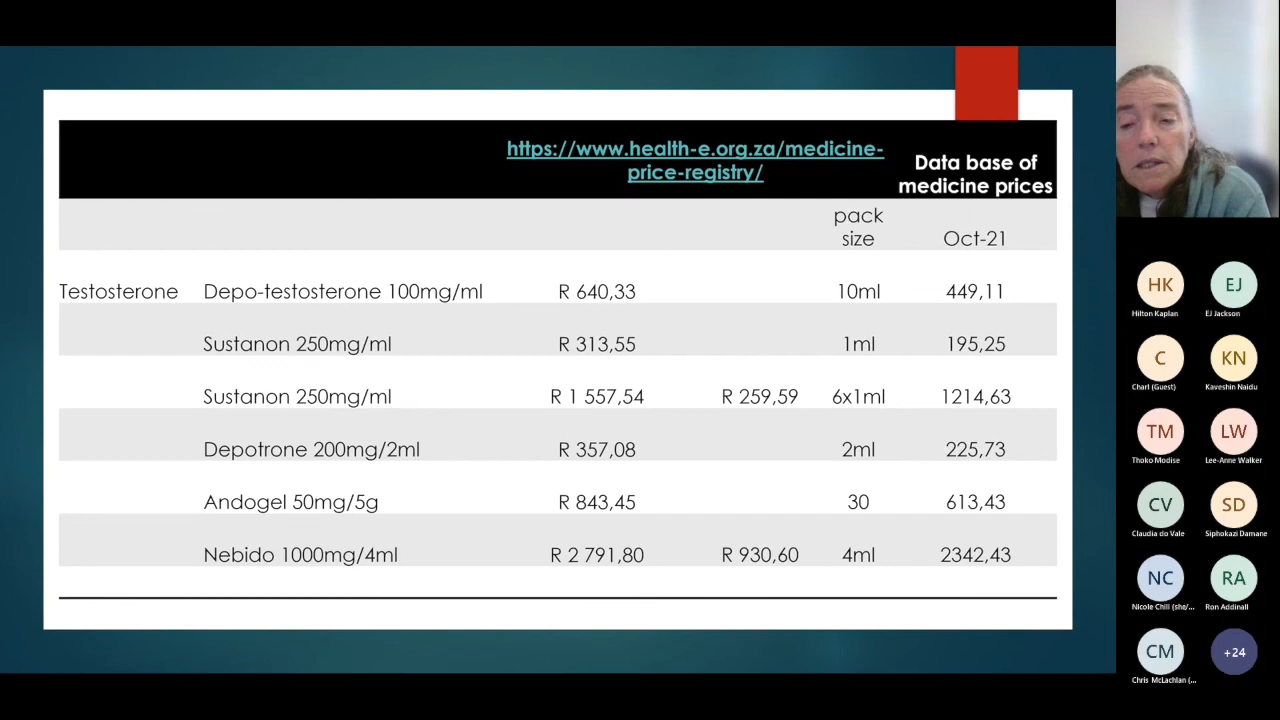 https://www.health-e.org.za/medicine-
price-registry/
Data base of
medicine prices
pack
size
Oct-21
Testosterone Depo-testosterone 100mg/ml R 640,33 10ml 449,11
Sustanon 250mg/ml R 313,55 1ml 195,25
Sustanon 250mg/ml R 1 557,54 R 259,59 6x1ml 1214,63
Depotrone 200mg/2ml R 357,08 2ml 225,73
Andogel 50mg/5g R 843,45 30 613,43
Nebido 1000mg/4ml R 2 791,80 R 930,60 4ml 2342,43
HK EJ
Hilton Kaplan EJ Jackson
C KN
Charl (Guest) Kaveshin Naidu
TM LW
Thoko Modise Lee-Anne Walker
CV SD
Claudia do Vale Siphokazi Damane
NC RA
Nicole Chill (she/... Ron Addinall
CM +24
Chris McLachlan (...